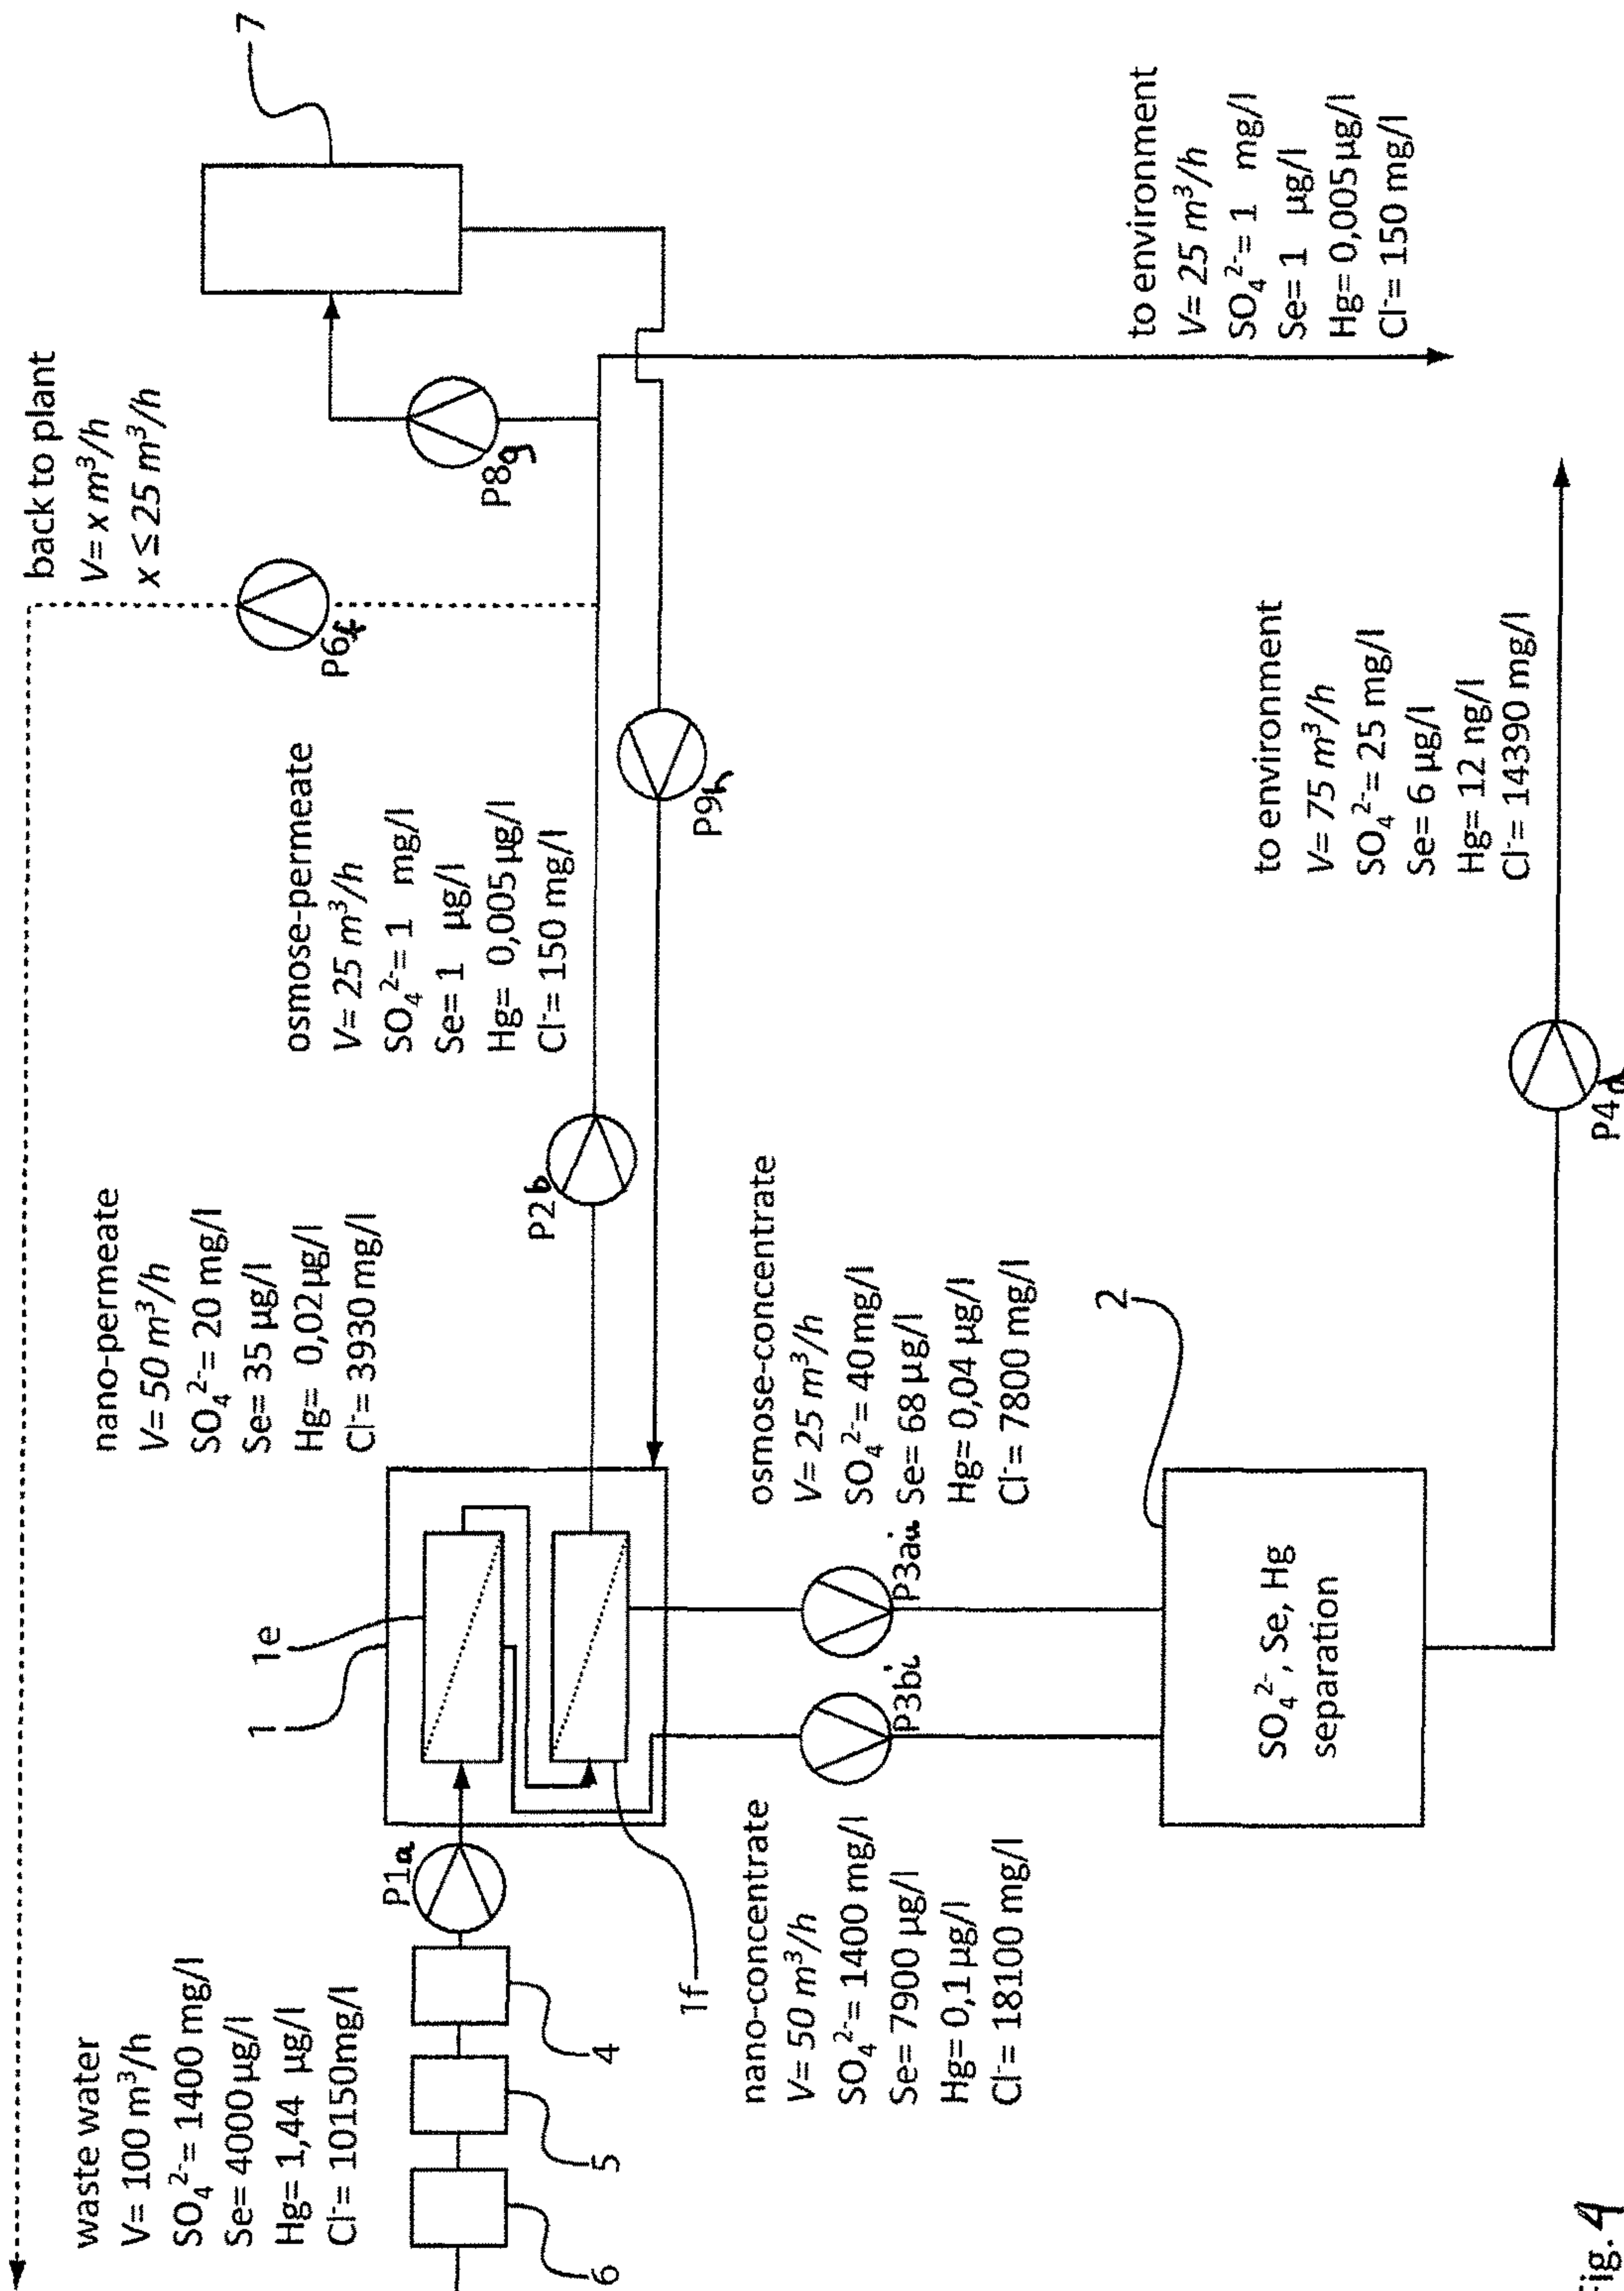 waste water
V= 100 m³/h
SO₄²⁻= 1400 mg/l
Se= 4000 µg/l
Hg= 1,44 µg/l
Cl⁻= 10150mg/l
nano-permeate
V= 50 m³/h
SO₄²⁻= 20 mg/l
Se= 35 µg/l
Hg= 0,02 µg/l
Cl⁻= 3930 mg/l
osmose-permeate
V= 25 m³/h
SO₄²⁻= 1 mg/l
Se= 1 µg/l
Hg= 0,005 µg/l
Cl⁻= 150 mg/l
back to plant
V= x m³/h
x ≤ 25 m³/h
7
P6f
P8g
1
1e
P1a
P2b
P9h
6
5
4
1f
nano-concentrate
V= 50 m³/h
SO₄²⁻= 1400 mg/l
Se= 7900 µg/l
Hg= 0,1 µg/l
Cl⁻= 18100 mg/l
P3bi
P3aii
osmose-concentrate
V= 25 m³/h
SO₄²⁻= 40 mg/l
Se= 68 µg/l
Hg= 0,04 µg/l
Cl⁻= 7800 mg/l
to environment
V= 25 m³/h
SO₄²⁻= 1 mg/l
Se= 1 µg/l
Hg= 0,005 µg/l
Cl⁻= 150 mg/l
2
SO₄²⁻, Se, Hg
separation
to environment
V= 75 m³/h
SO₄²⁻= 25 mg/l
Se= 6 µg/l
Hg= 12 ng/l
Cl⁻= 14390 mg/l
P4d
Fig. 4